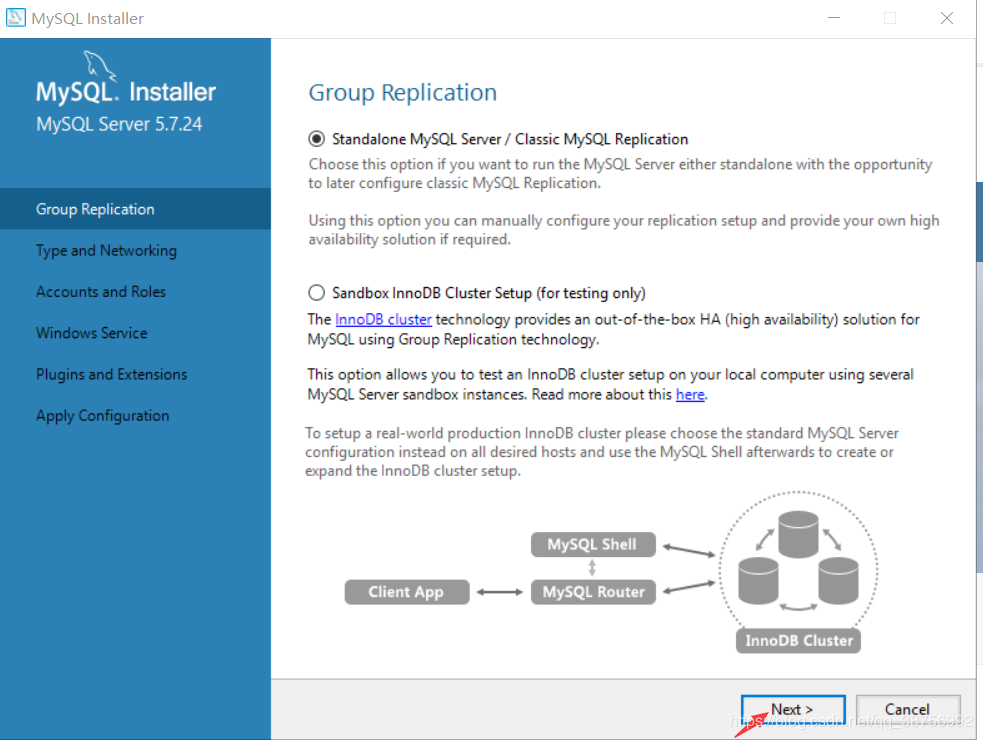 MySQL Installer
MySQL. Installer
MySQL Server 5.7.24
Group Replication
Type and Networking
Accounts and Roles
Windows Service
Plugins and Extensions
Apply Configuration
Group Replication
Standalone MySQL Server / Classic MySQL Replication
Choose this option if you want to run the MySQL Server either standalone with the opportunity
to later configure classic MySQL Replication.
Using this option you can manually configure your replication setup and provide your own high
availability solution if required.
Sandbox InnoDB Cluster Setup (for testing only)
The InnoDB cluster technology provides an out-of-the-box HA (high availability) solution for
MySQL using Group Replication technology.
This option allows you to test an InnoDB cluster setup on your local computer using several
MySQL Server sandbox instances. Read more about this here.
To setup a real-world production InnoDB cluster please choose the standard MySQL Server
configuration instead on all desired hosts and use the MySQL Shell afterwards to create or
expand the InnoDB cluster setup.
MySQL Shell
Client App
MySQL Router
InnoDB Cluster
Next >
Cancel